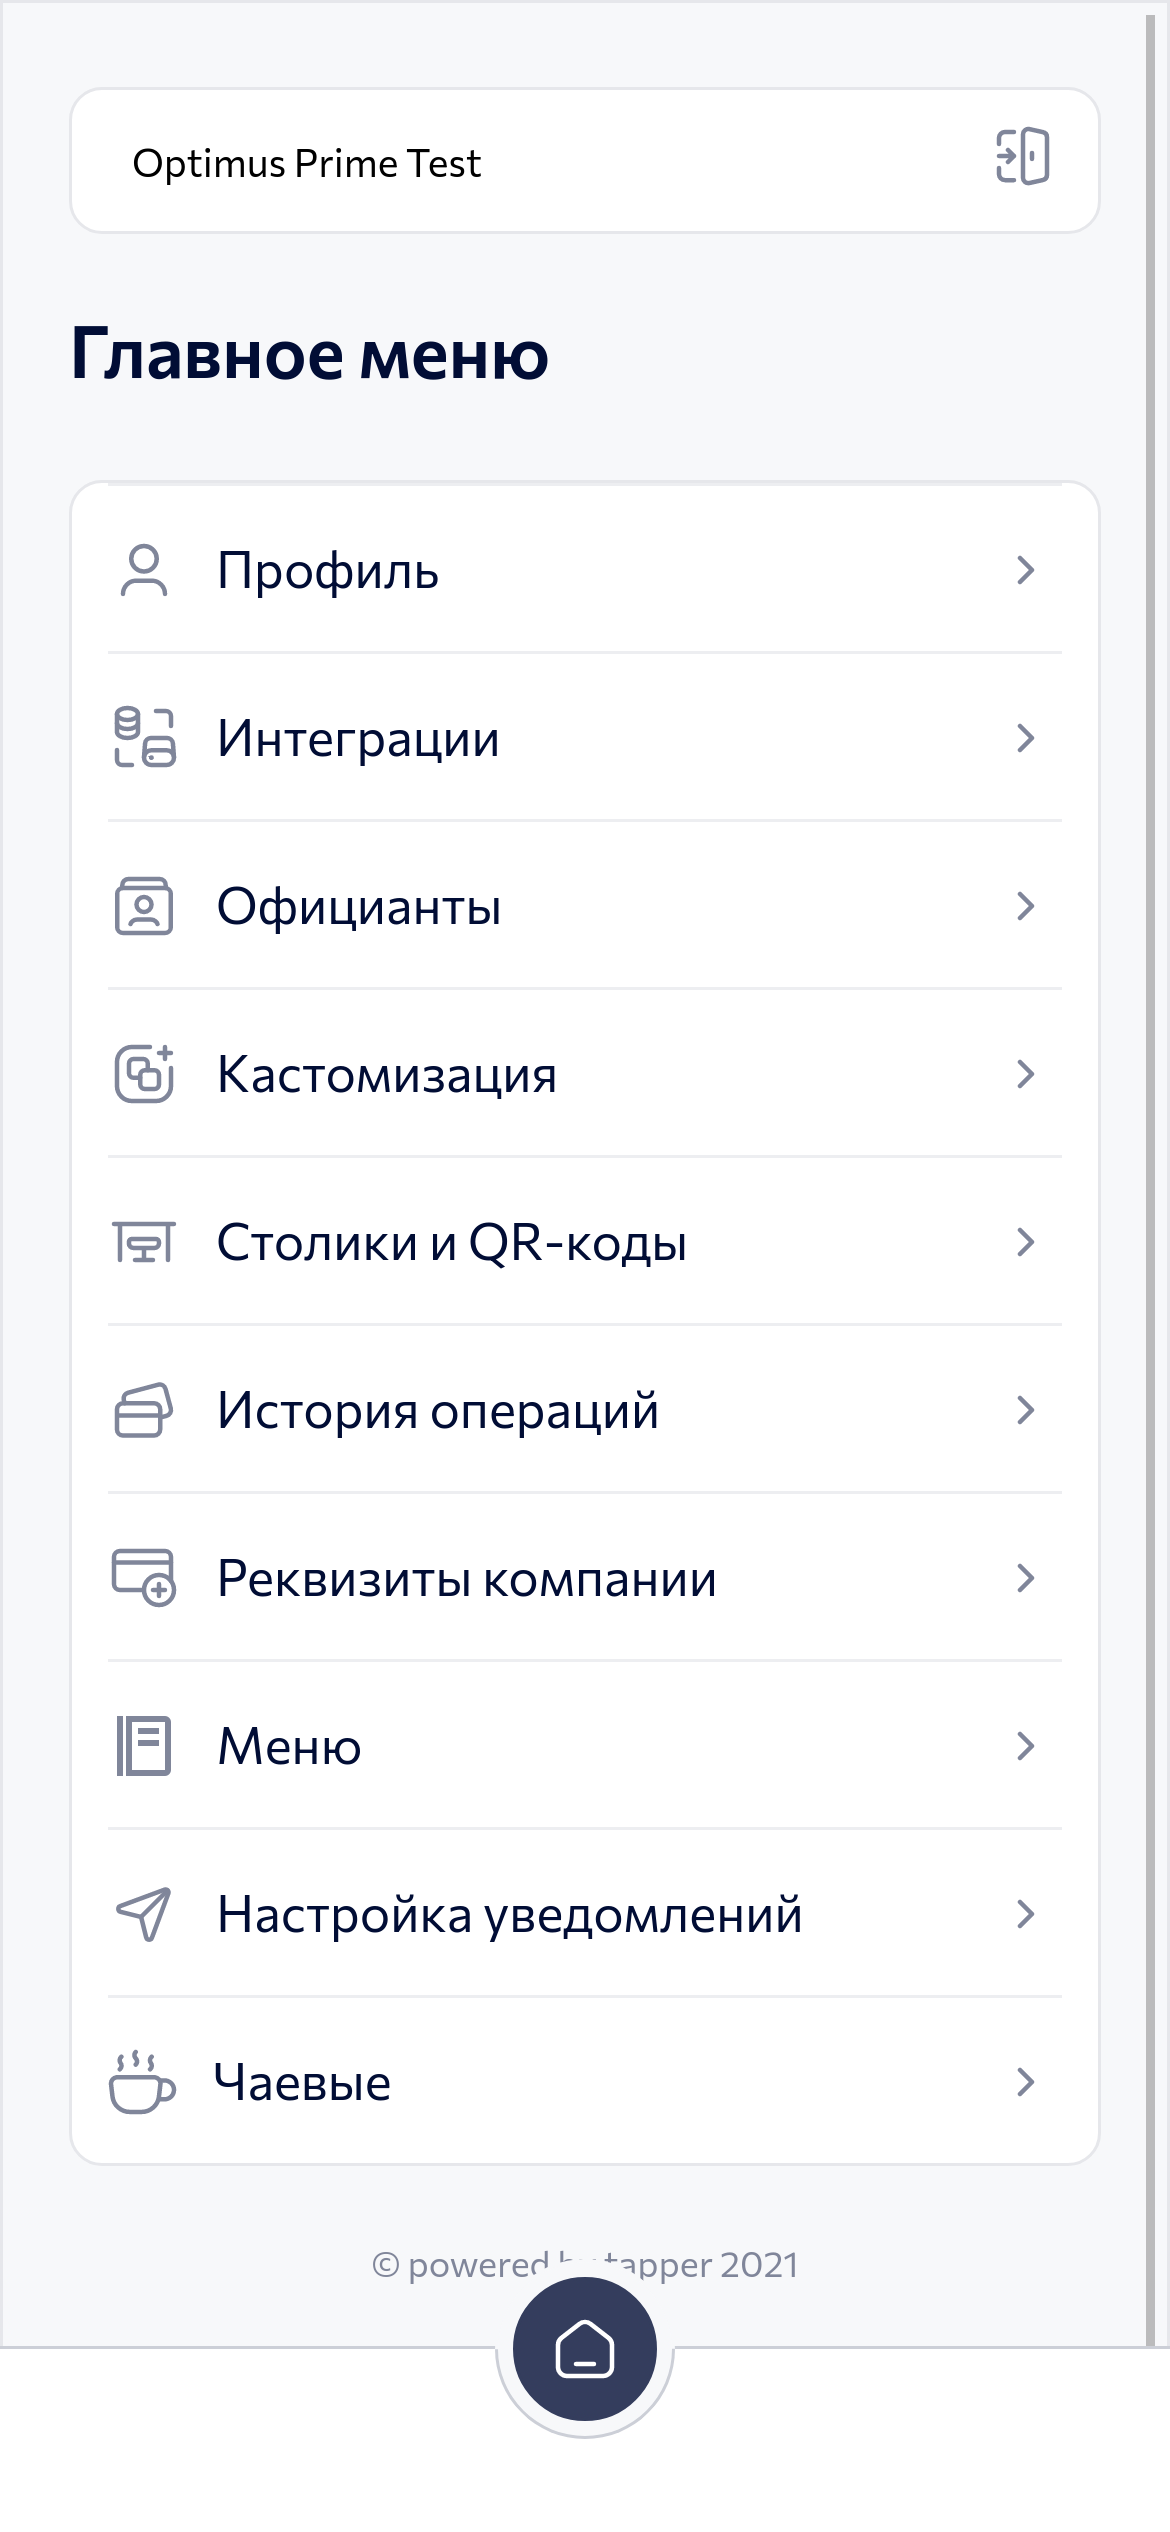 Optimus Prime Test
Главное меню
Профиль
Интеграции
Официанты
Кастомизация
Столики и QR-коды
История операций
Реквизиты компании
Меню
Настройка уведомлений
Чаевые
© powered by tapper 2021